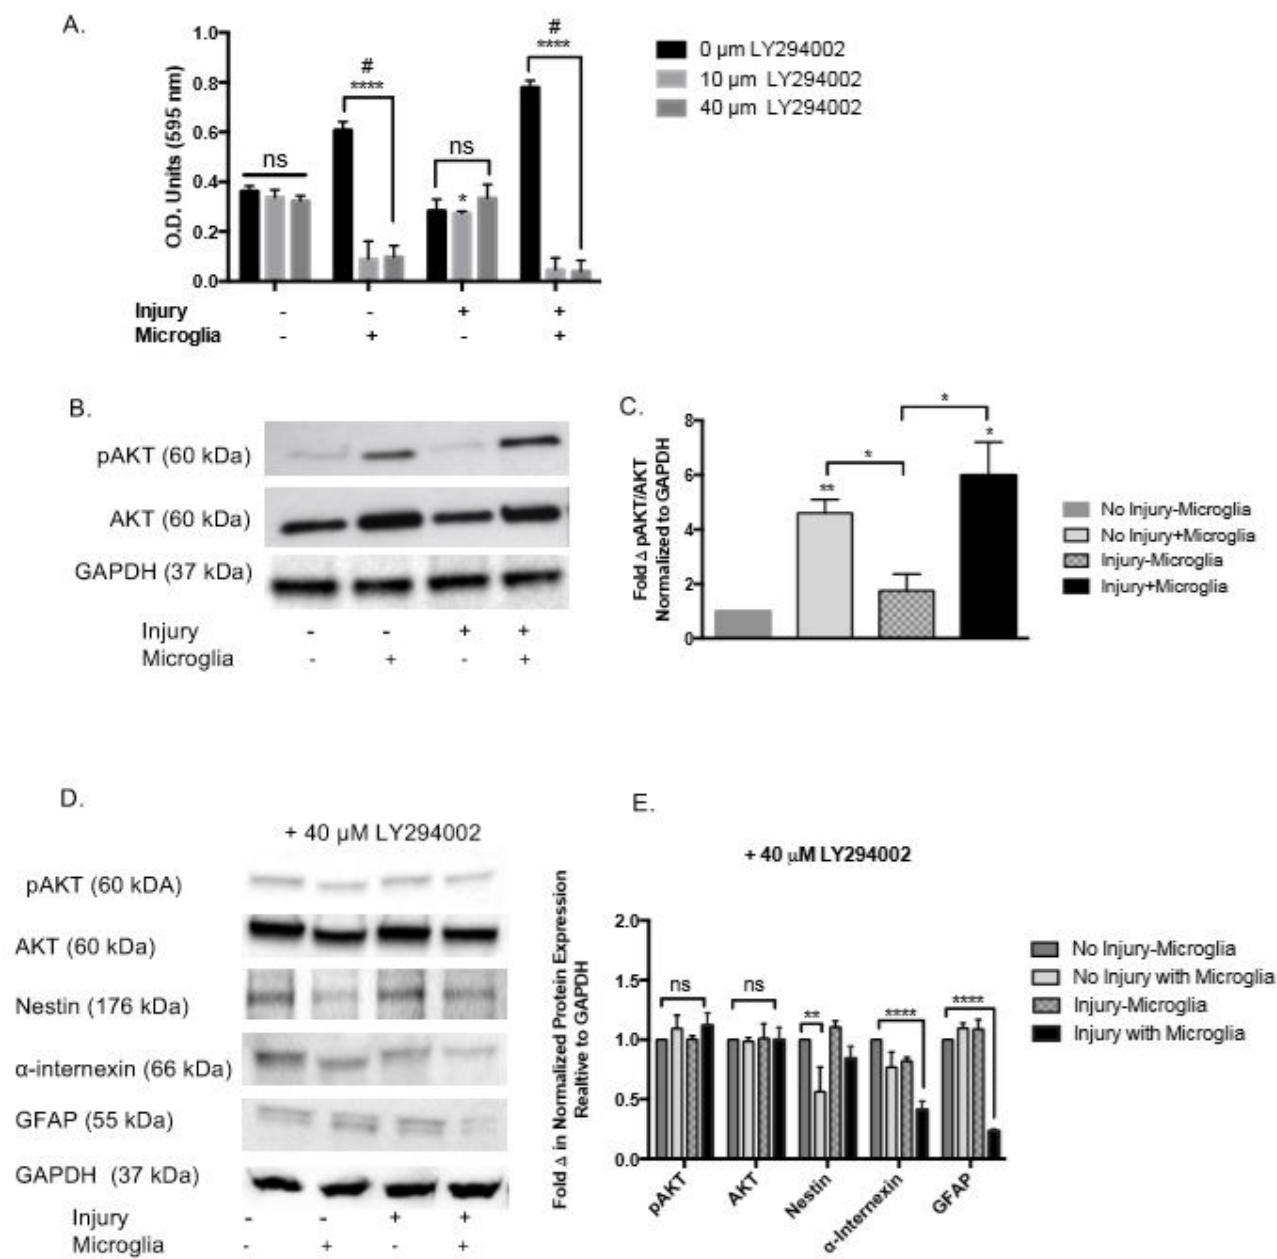 A.
O.D. Units (595 nm)
1.0
0.8
0.6
0.4
0.2
0.0
ns
#
****
ns
*
#
****
0 µm LY294002
10 µm LY294002
40 µm LY294002
Injury - - + +
Microglia - + - +
B.
pAKT (60 kDa)
AKT (60 kDa)
GAPDH (37 kDa)
Injury - - + +
Microglia - + - +
C.
Fold Δ pAKT/AKT
Normalized to GAPDH
8
6
4
2
0
**
*
*
*
No Injury-Microglia
No Injury+Microglia
Injury-Microglia
Injury+Microglia
D.
+ 40 µM LY294002
pAKT (60 kDA)
AKT (60 kDa)
Nestin (176 kDa)
α-internexin (66 kDa)
GFAP (55 kDa)
GAPDH (37 kDa)
Injury - - + +
Microglia - + - +
E.
+ 40 µM LY294002
Fold Δ in Normalized Protein Expression
Realtive to GAPDH
2.0
1.5
1.0
0.5
0.0
ns
ns
**
****
****
pAKT
AKT
Nestin
α-Internexin
GFAP
No Injury-Microglia
No Injury with Microglia
Injury-Microglia
Injury with Microglia